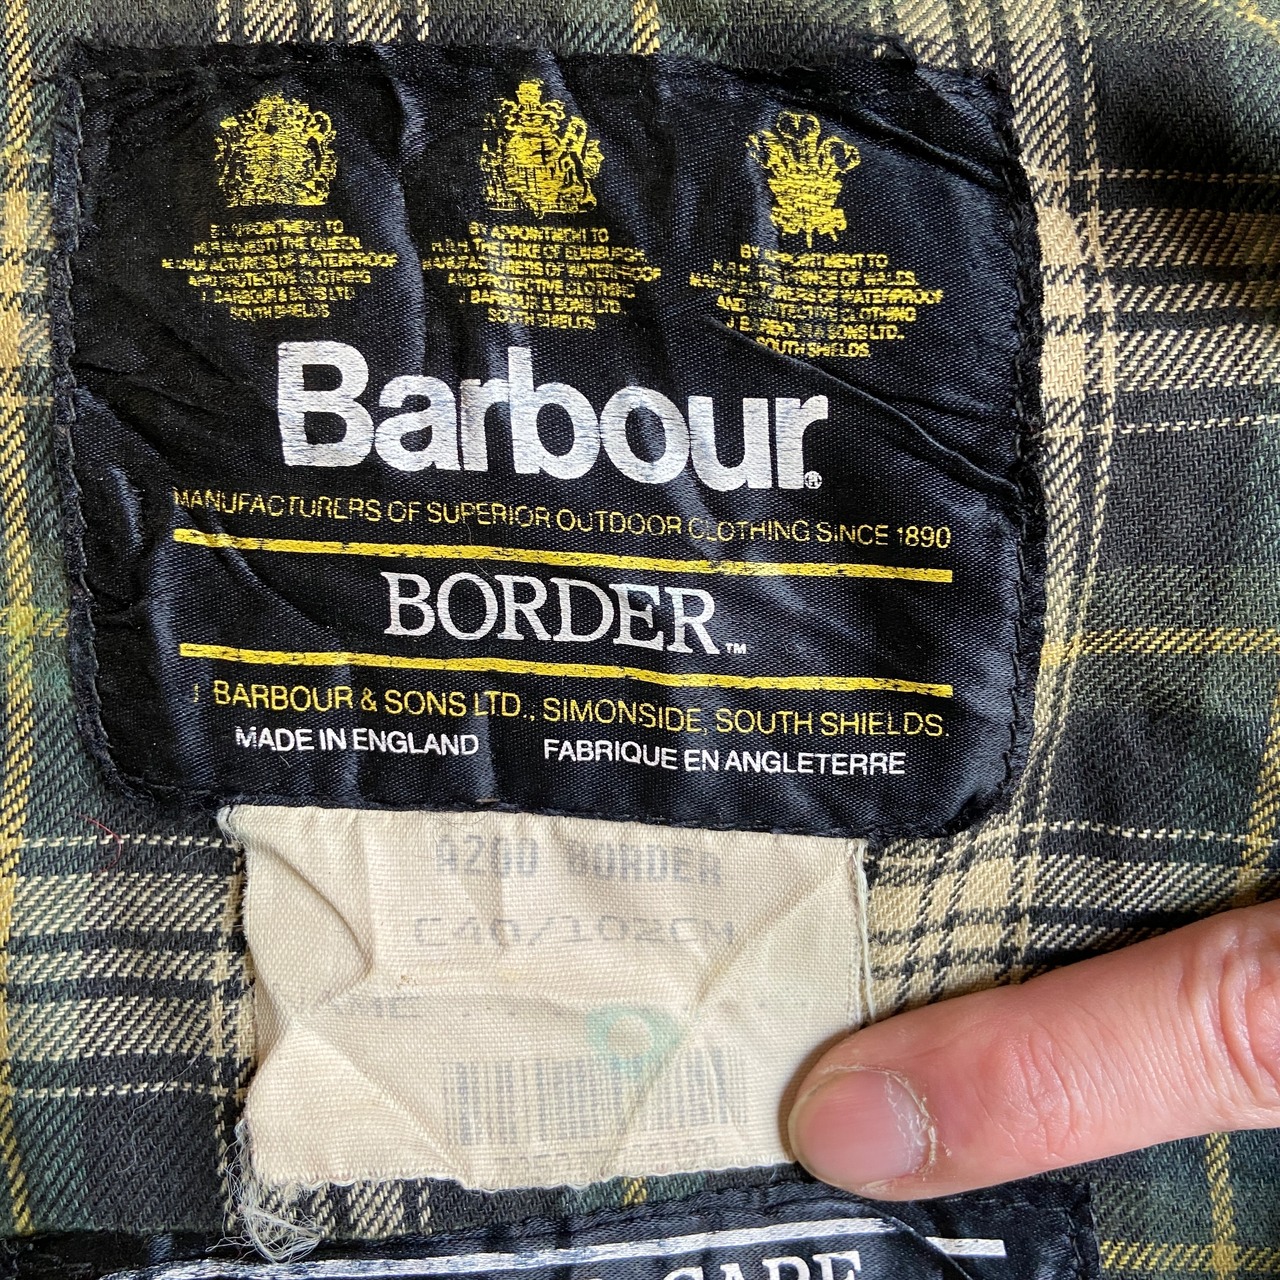 BY APPOINTMENT TO
H.R. MAJESTY THE QUEEN
MANUFACTURERS OF WATERPROOF
AND PROTECTIVE CLOTHING
J. BARBOUR & SONS LTD
SOUTH SHIELDS
BY APPOINTMENT TO
H.R.H. THE DUKE OF EDINBURGH
MANUFACTURERS OF WATERPROOF
AND PROTECTIVE CLOTHING
J. BARBOUR & SONS LTD
SOUTH SHIELDS
BY APPOINTMENT TO
H.R.H. THE PRINCE OF WALES
MANUFACTURERS OF WATERPROOF
AND PROTECTIVE CLOTHING
J. BARBOUR & SONS LTD.,
SOUTH SHIELDS.
Barbour®
MANUFACTURERS OF SUPERIOR OUTDOOR CLOTHING SINCE 1890
BORDER™
J BARBOUR & SONS LTD., SIMONSIDE, SOUTH SHIELDS.
MADE IN ENGLAND FABRIQUE EN ANGLETERRE
A200 BORDER
C46/102CM
CARE